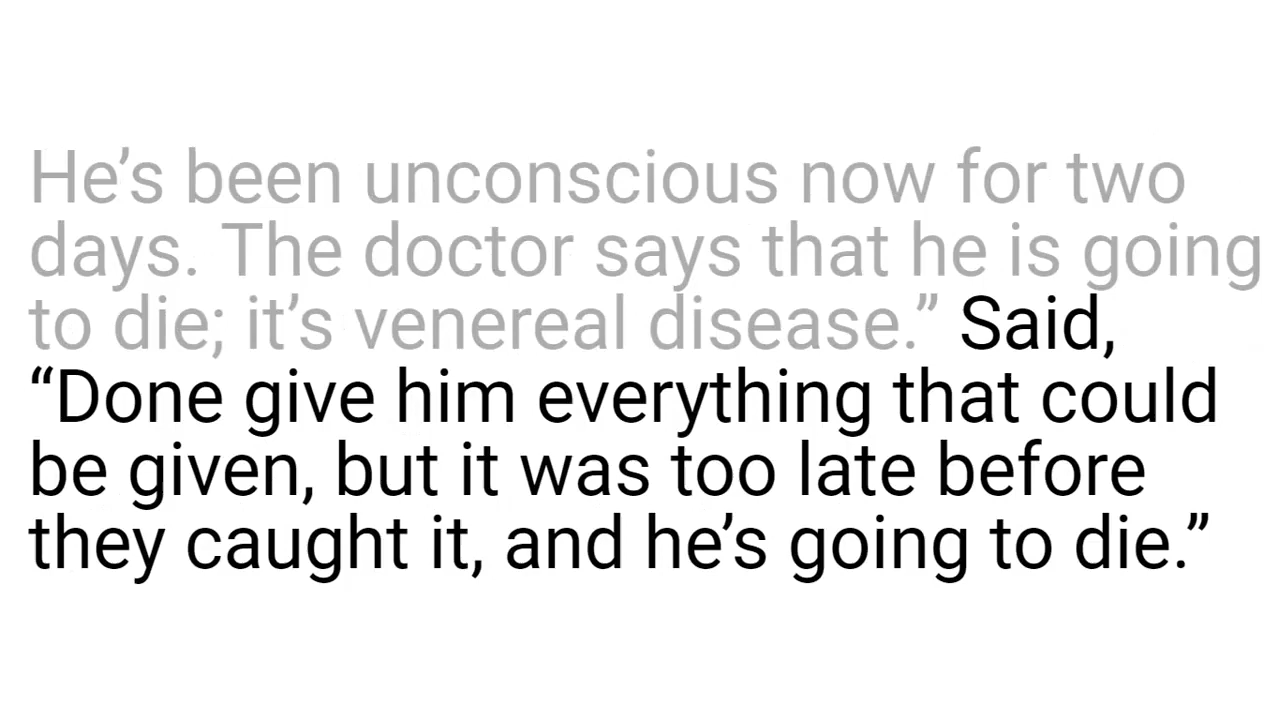 He’s been unconscious now for two
days. The doctor says that he is going
to die; it’s venereal disease.” Said,
“Done give him everything that could
be given, but it was too late before
they caught it, and he’s going to die.”